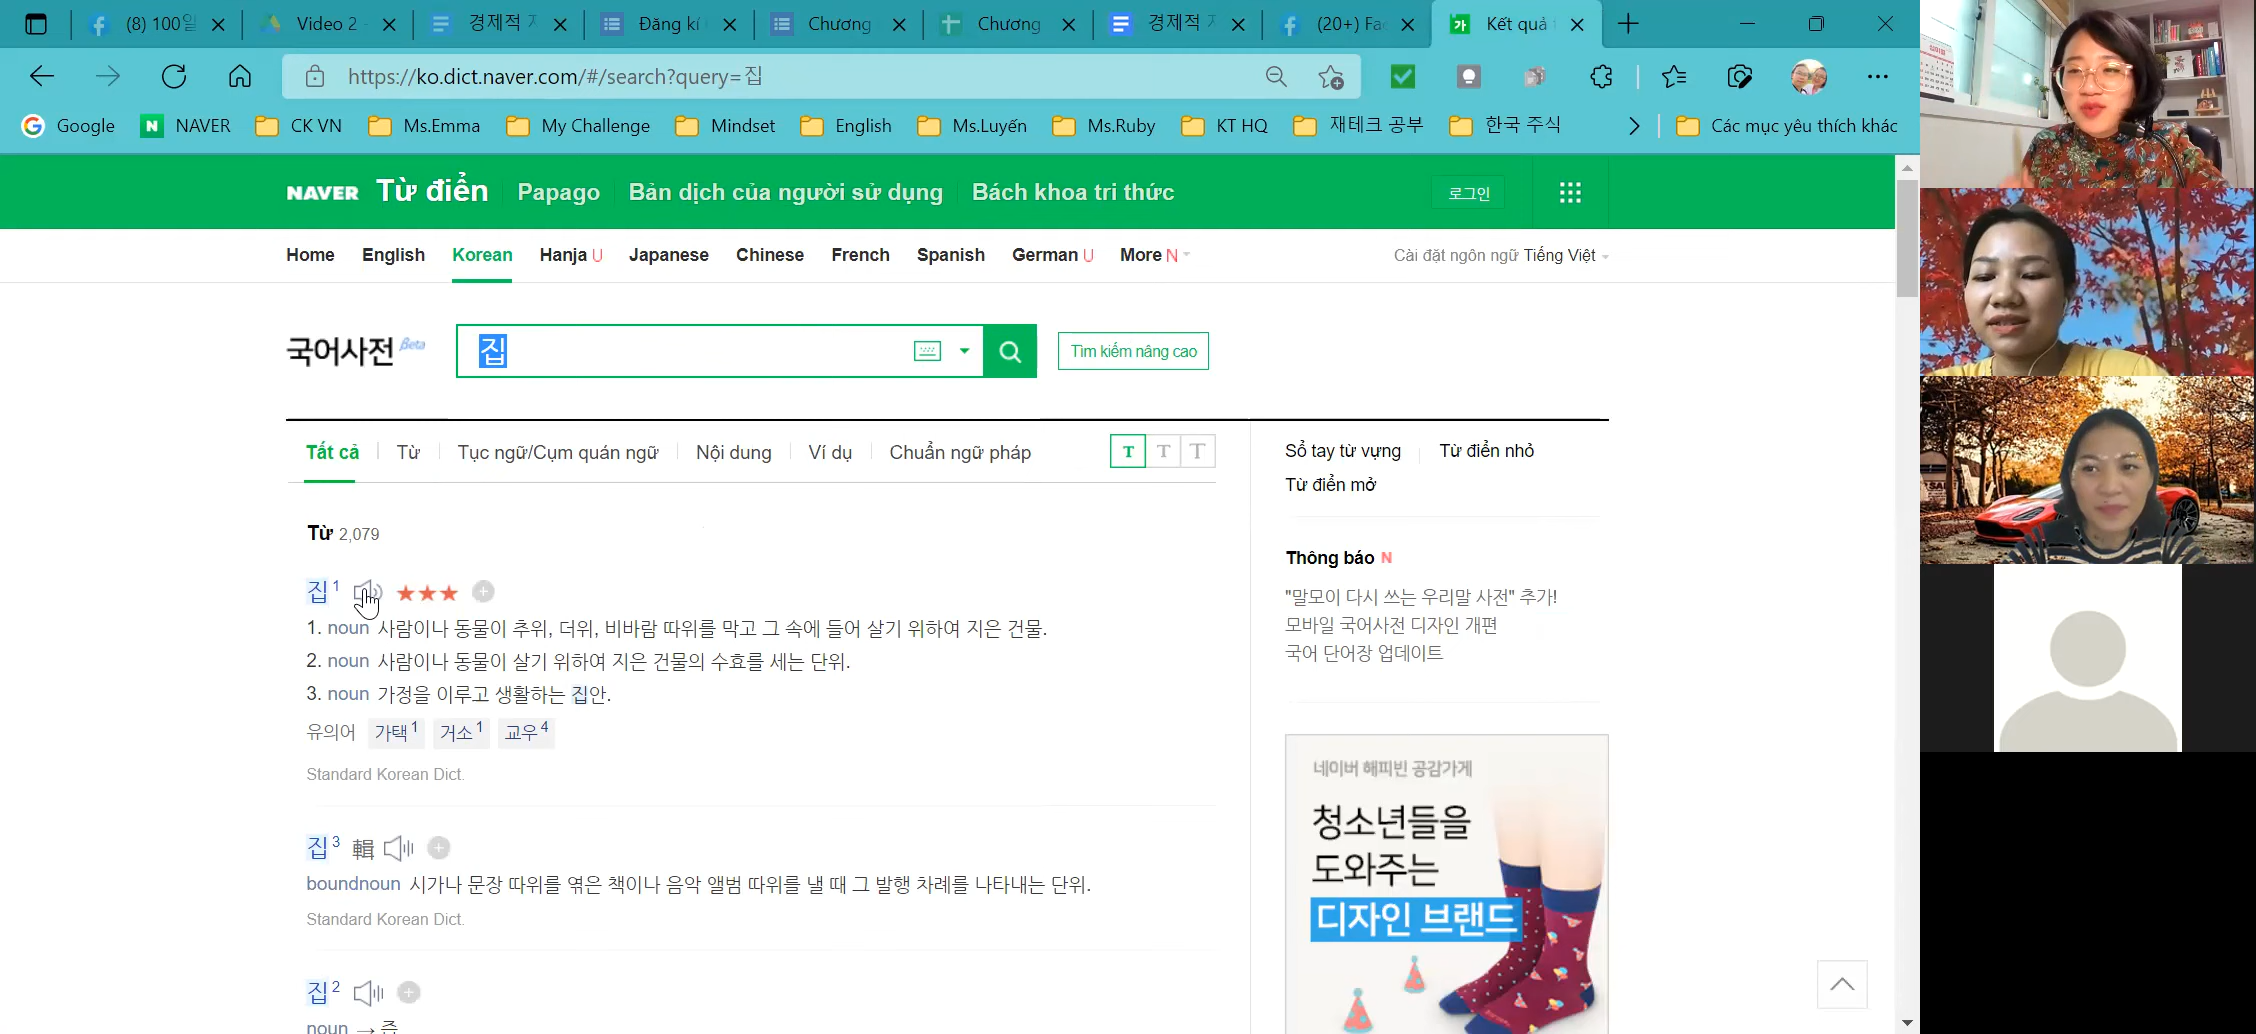 (8) 100일
Video 2 -
경제적 ㅈ
Đăng kí
Chương
Chương
경제적 ㅈ
(20+) Fac
Kết quả t
https://ko.dict.naver.com/#/search?query=집
Google
NAVER
CK VN
Ms.Emma
My Challenge
Mindset
English
Ms.Luyến
Ms.Ruby
KT HQ
재테크 공부
한국 주식
Các mục yêu thích khác
NAVER Từ điển Papago Bản dịch của người sử dụng Bách khoa tri thức
로그인
Home English Korean Hanja U Japanese Chinese French Spanish German U More N
Cài đặt ngôn ngữ Tiếng Việt
국어사전 Beta
집
Tìm kiếm nâng cao
Tất cả Từ Tục ngữ/Cụm quán ngữ Nội dung Ví dụ Chuẩn ngữ pháp
T T T
Từ 2,079
집 1
1. noun 사람이나 동물이 추위, 더위, 비바람 따위를 막고 그 속에 들어 살기 위하여 지은 건물.
2. noun 사람이나 동물이 살기 위하여 지은 건물의 수효를 세는 단위.
3. noun 가정을 이루고 생활하는 집안.
유의어 가택 1 거소 1 교우 4
Standard Korean Dict.
집 3 輯
boundnoun 시가나 문장 따위를 엮은 책이나 음악 앨범 따위를 낼 때 그 발행 차례를 나타내는 단위.
Standard Korean Dict.
집 2
noun → 즙
Sổ tay từ vựng Từ điển nhỏ
Từ điển mở
Thông báo N
"말모이 다시 쓰는 우리말 사전" 추가!
모바일 국어사전 디자인 개편
국어 단어장 업데이트
네이버 해피빈 공감가게
청소년들을
도와주는
디자인 브랜드